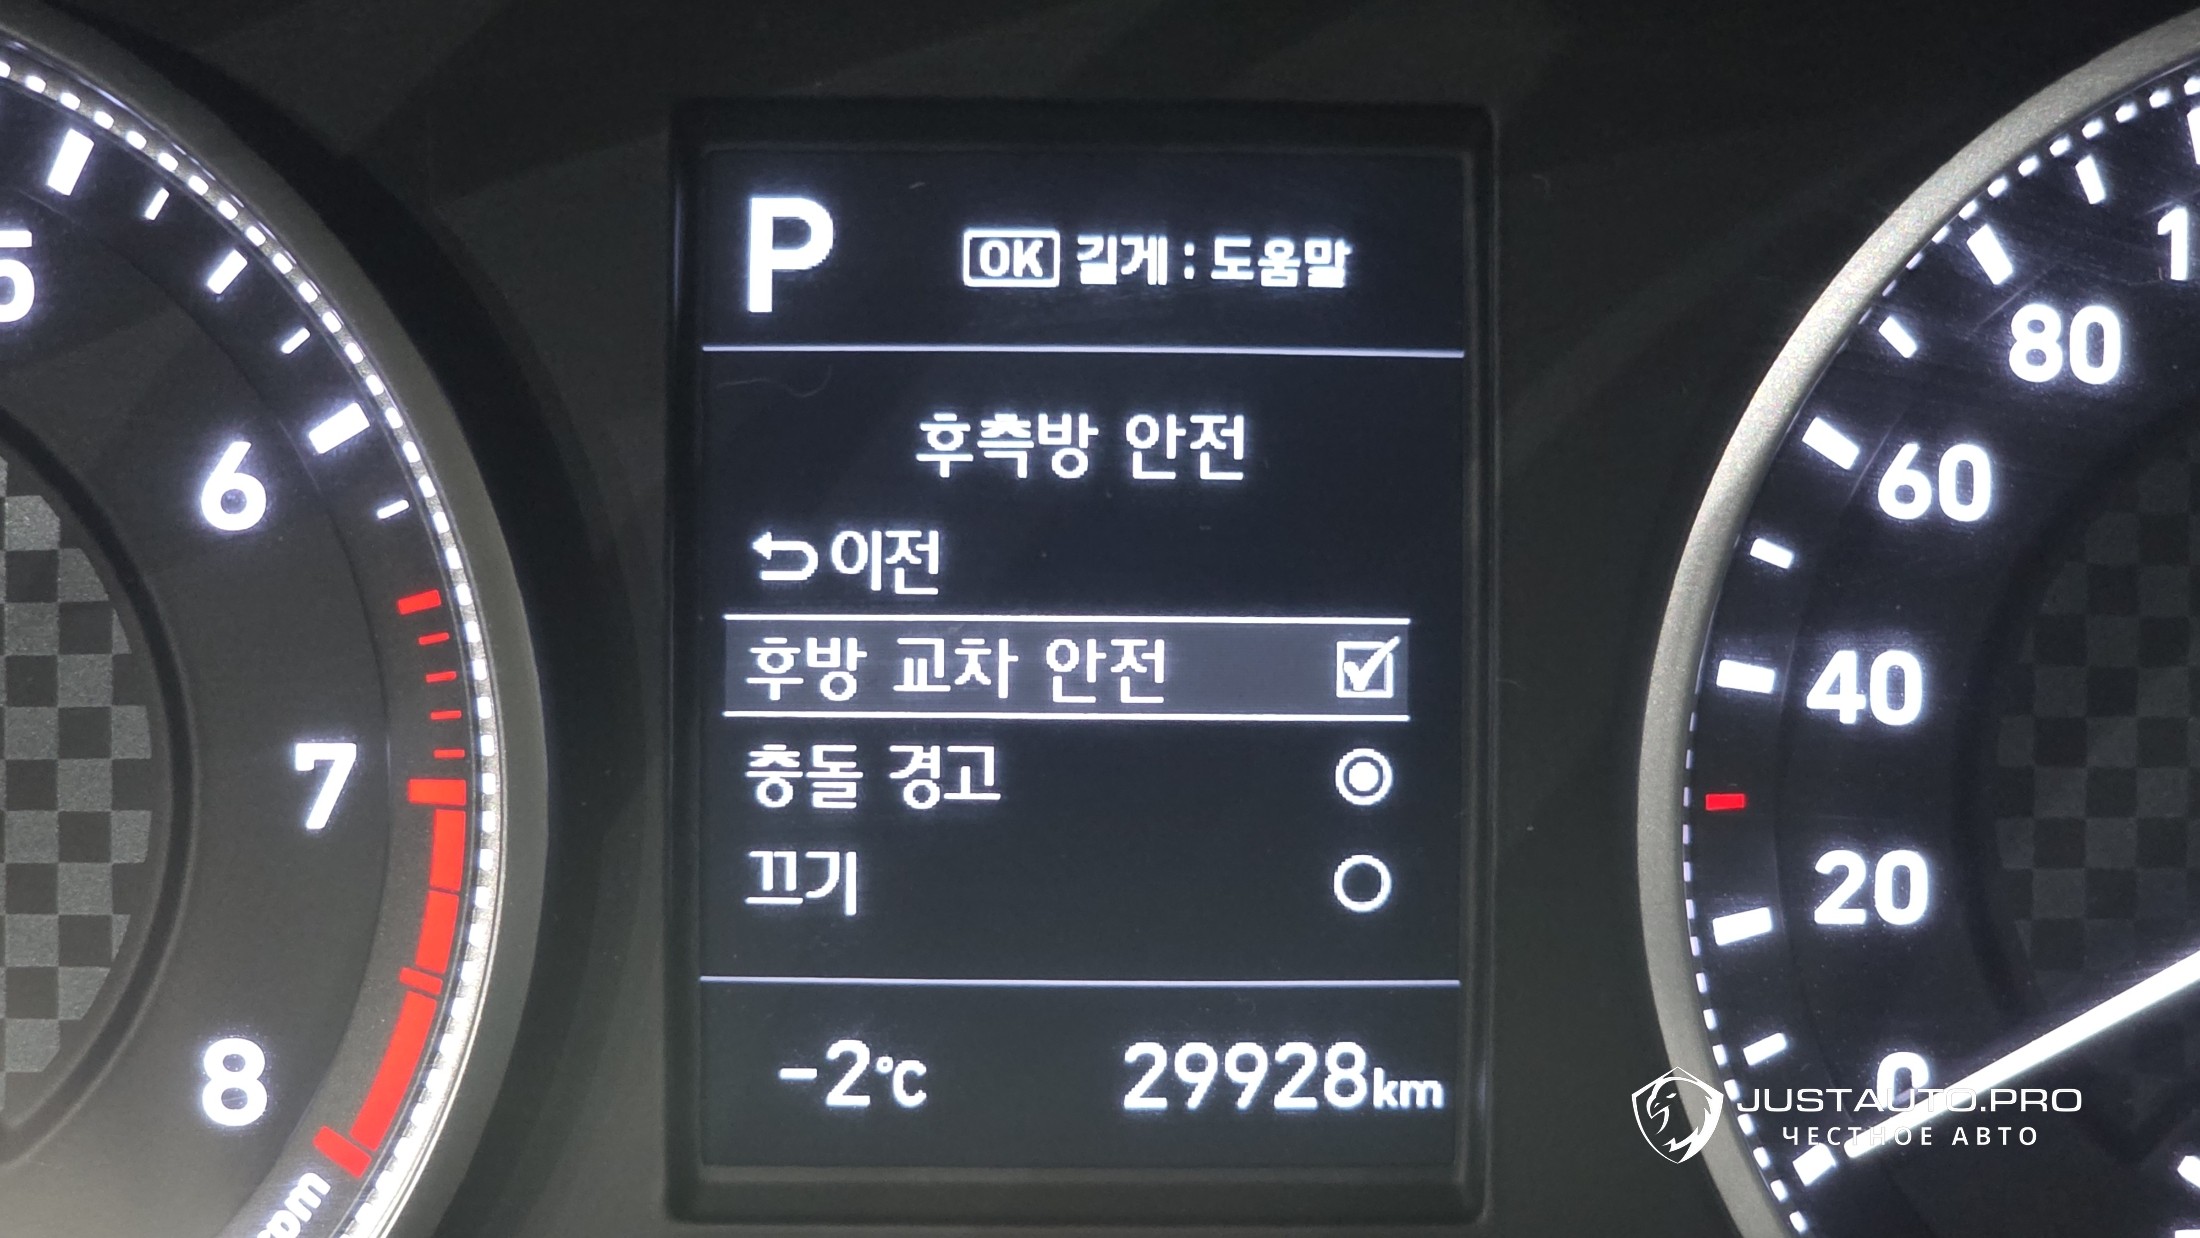 5
6
7
8
rpm
P
OK 길게 : 도움말
후측방 안전
이전
후방 교차 안전
충돌 경고
끄기
-2°C 29928km
80
60
40
20
0
JUSTAUTO.PRO
ЧЕСТНОЕ АВТО